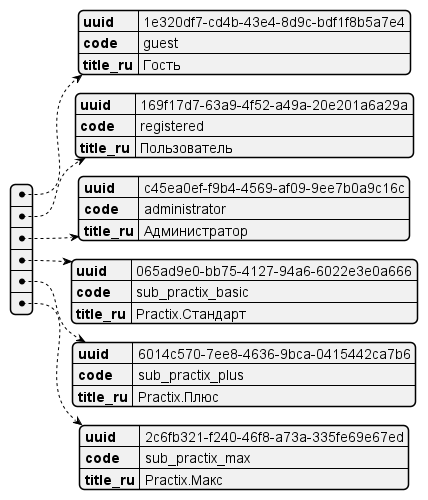 uuid 1e320df7-cd4b-43e4-8d9c-bdf1f8b5a7e4
code guest
title_ru Гость
uuid 169f17d7-63a9-4f52-a49a-20e201a6a29a
code registered
title_ru Пользователь
uuid c45ea0ef-f9b4-4569-af09-9ee7b0a9c16c
code administrator
title_ru Администратор
uuid 065ad9e0-bb75-4127-94a6-6022e3e0a666
code sub_practix_basic
title_ru Practix.Стандарт
uuid 6014c570-7ee8-4636-9bca-0415442ca7b6
code sub_practix_plus
title_ru Practix.Плюс
uuid 2c6fb321-f240-46f8-a73a-335fe69e67ed
code sub_practix_max
title_ru Practix.Макс